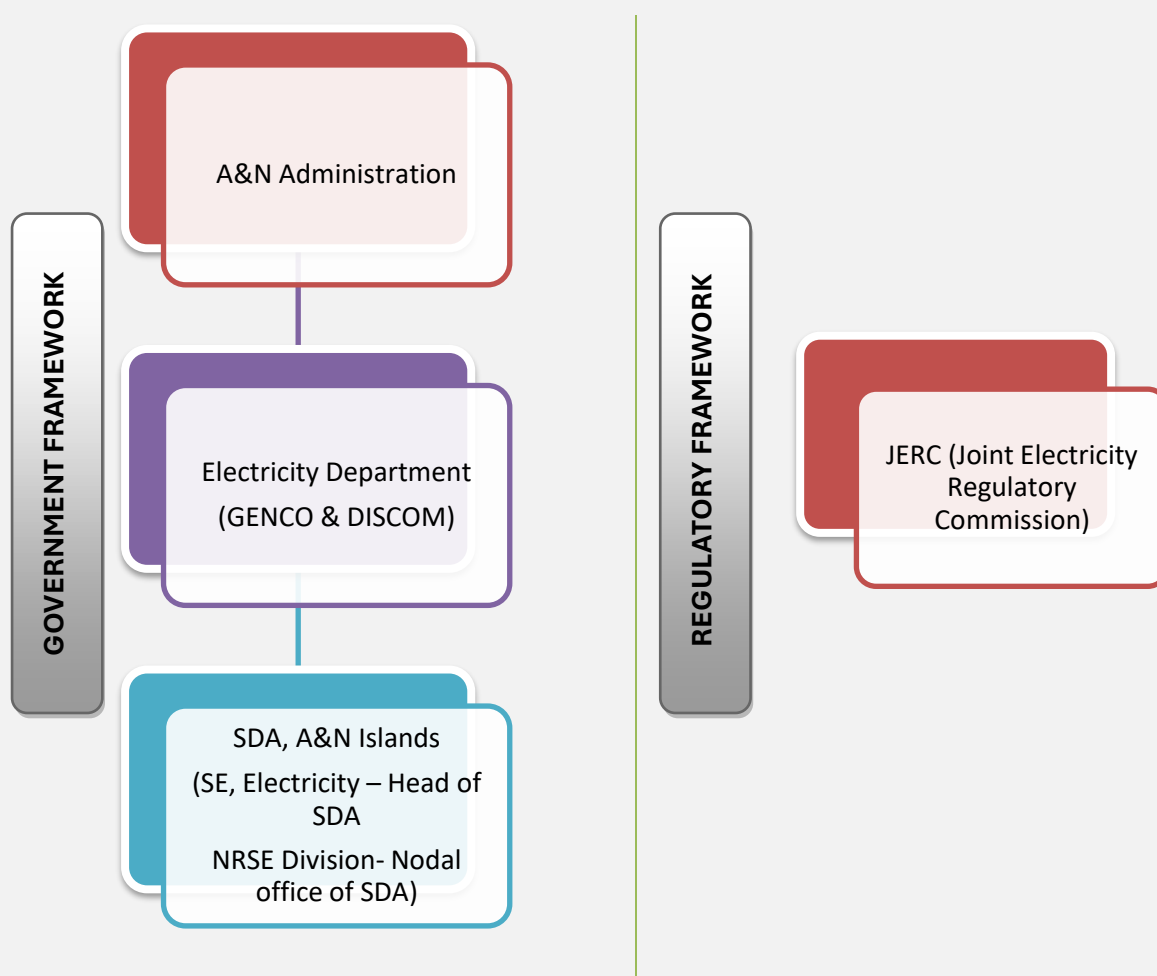 GOVERNMENT FRAMEWORK
A&N Administration
Electricity Department
(GENCO & DISCOM)
SDA, A&N Islands
(SE, Electricity – Head of
SDA
NRSE Division- Nodal
office of SDA)
REGULATORY FRAMEWORK
JERC (Joint Electricity
Regulatory
Commission)